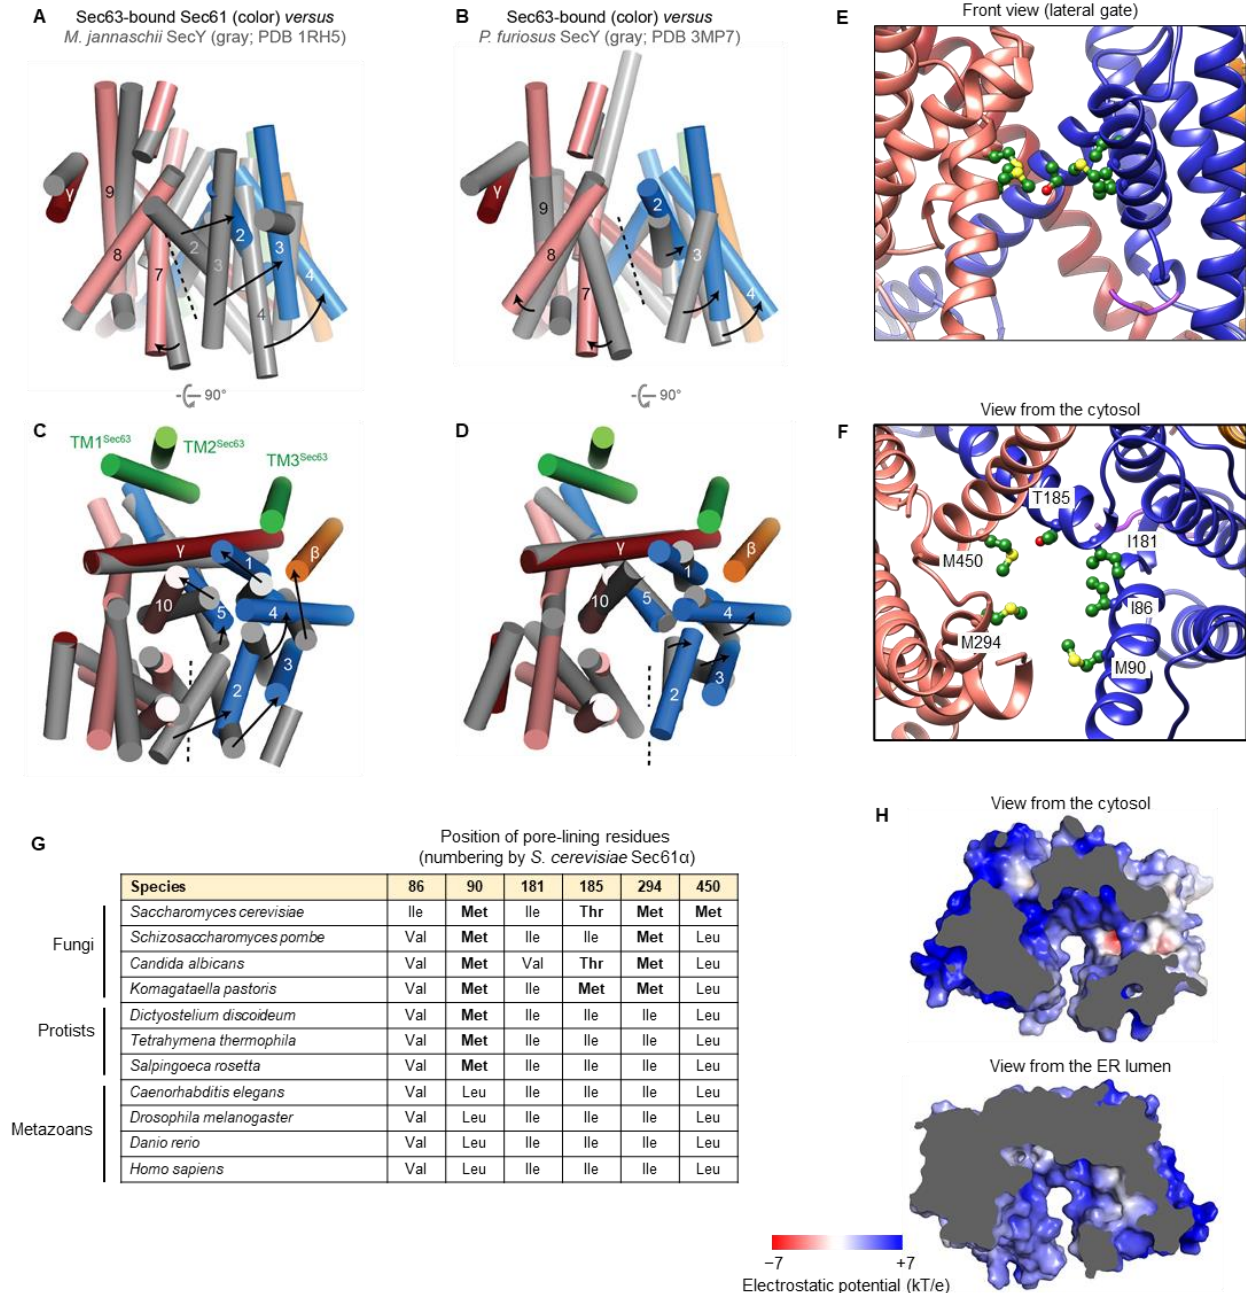 A
Sec63-bound Sec61 (color) versus
M. jannaschii SecY (gray; PDB 1RH5)
γ
9
8
7
2
2
3
3
4
4
90°
B
Sec63-bound (color) versus
P. furiosus SecY (gray; PDB 3MP7)
γ
9
8
7
2
3
4
90°
E
Front view (lateral gate)
C
TM1Sec63
TM2Sec63
TM3Sec63
γ
β
1
10
5
4
3
2
D
γ
β
1
10
5
4
3
2
View from the cytosol
F
T185
I181
M450
I86
M294
M90
G
Position of pore-lining residues
(numbering by S. cerevisiae Sec61α)
Species 86 90 181 185 294 450
Fungi
Saccharomyces cerevisiae Ile Met Ile Thr Met Met
Schizosaccharomyces pombe Val Met Ile Ile Met Leu
Candida albicans Val Met Val Thr Met Leu
Komagataella pastoris Val Met Ile Met Met Leu
Protists
Dictyostelium discoideum Val Met Ile Ile Ile Leu
Tetrahymena thermophila Val Met Ile Ile Ile Leu
Salpingoeca rosetta Val Met Ile Ile Ile Leu
Metazoans
Caenorhabditis elegans Val Leu Ile Ile Ile Leu
Drosophila melanogaster Val Leu Ile Ile Ile Leu
Danio rerio Val Leu Ile Ile Ile Leu
Homo sapiens Val Leu Ile Ile Ile Leu
H
View from the cytosol
View from the ER lumen
−7 +7
Electrostatic potential (kT/e)